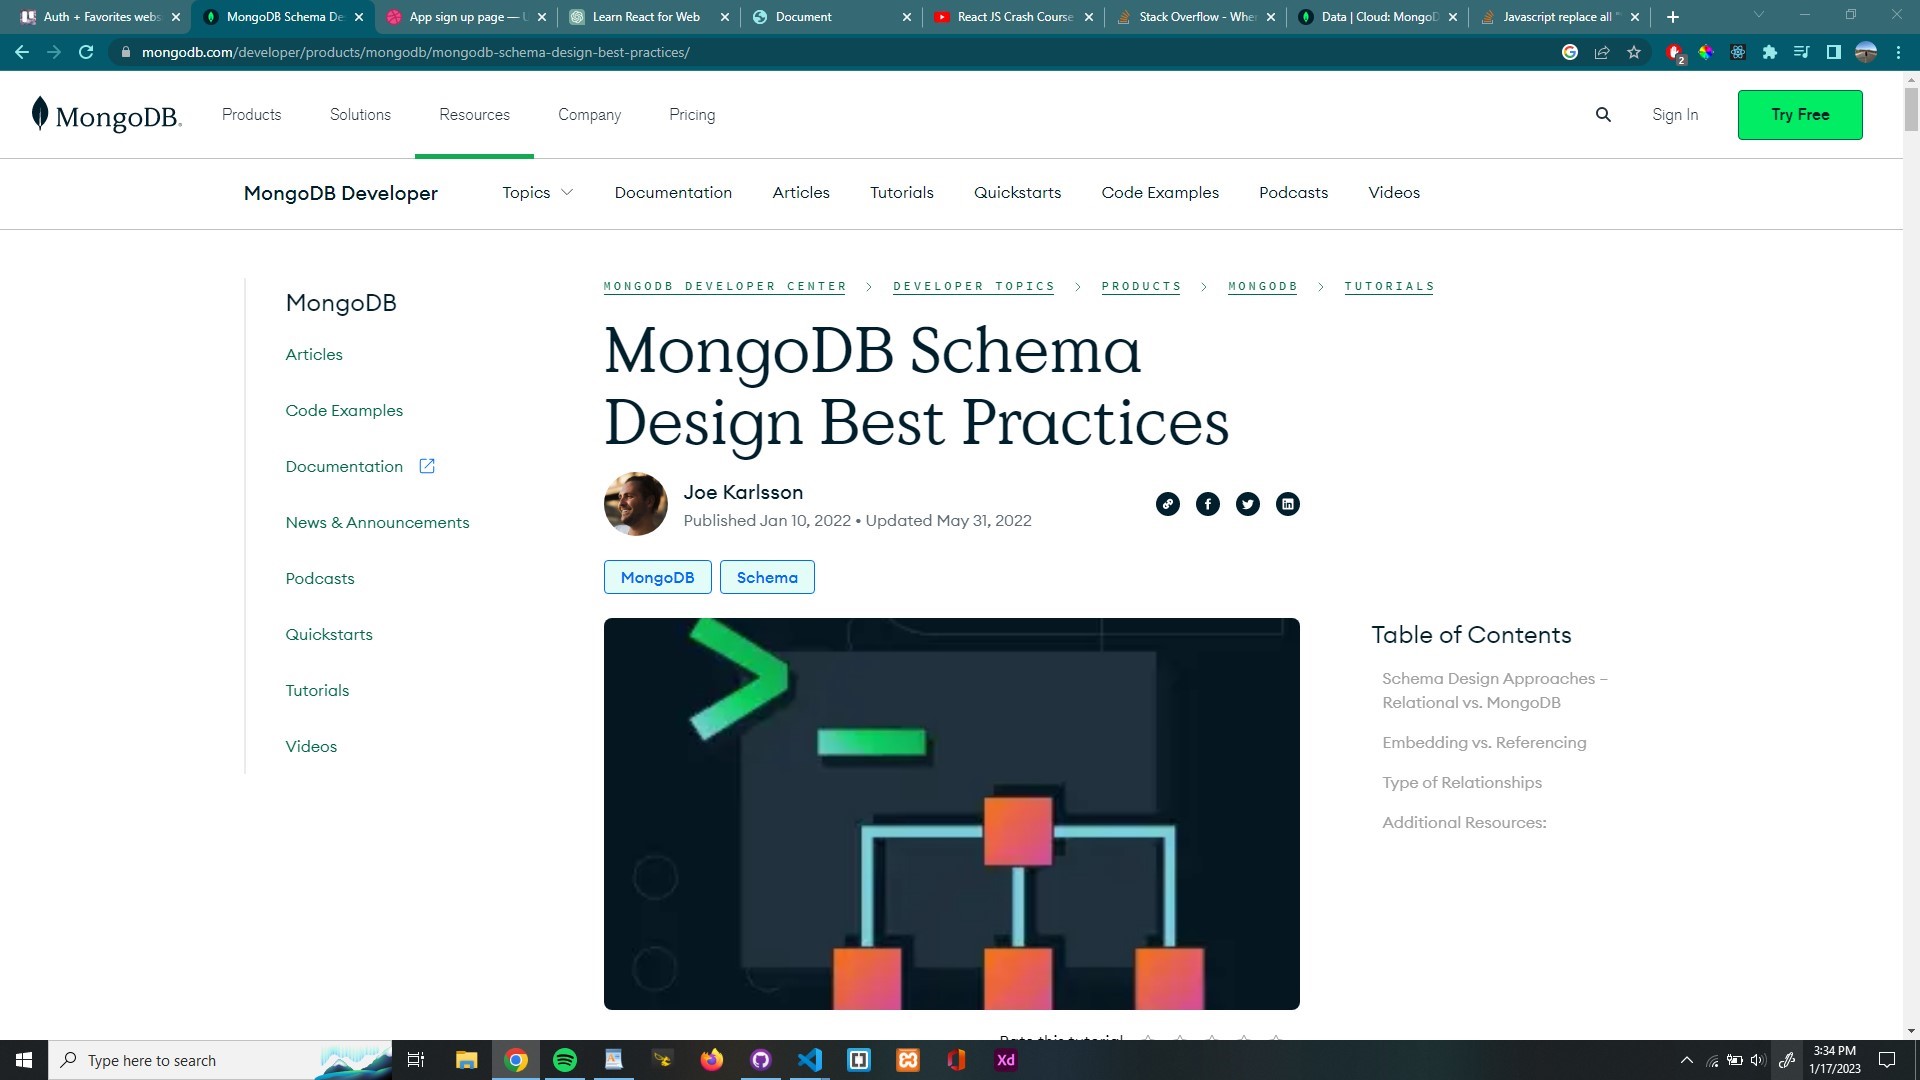 Auth + Favorites webs
MongoDB Schema De
App sign up page — U
Learn React for Web
Document
React JS Crash Course
Stack Overflow - Wher
Data | Cloud: MongoD
Javascript replace all "
mongodb.com/developer/products/mongodb/mongodb-schema-design-best-practices/
2
MongoDB.
Products
Solutions
Resources
Company
Pricing
Sign In
Try Free
MongoDB Developer
Topics
Documentation
Articles
Tutorials
Quickstarts
Code Examples
Podcasts
Videos
MongoDB
Articles
Code Examples
Documentation
News & Announcements
Podcasts
Quickstarts
Tutorials
Videos
MONGODB DEVELOPER CENTER > DEVELOPER TOPICS > PRODUCTS > MONGODB > TUTORIALS
MongoDB Schema
Design Best Practices
Joe Karlsson
Published Jan 10, 2022 • Updated May 31, 2022
MongoDB
Schema
Table of Contents
Schema Design Approaches –
Relational vs. MongoDB
Embedding vs. Referencing
Type of Relationships
Additional Resources:
Rate this tutorial
Type here to search
Xd
3:34 PM
1/17/2023